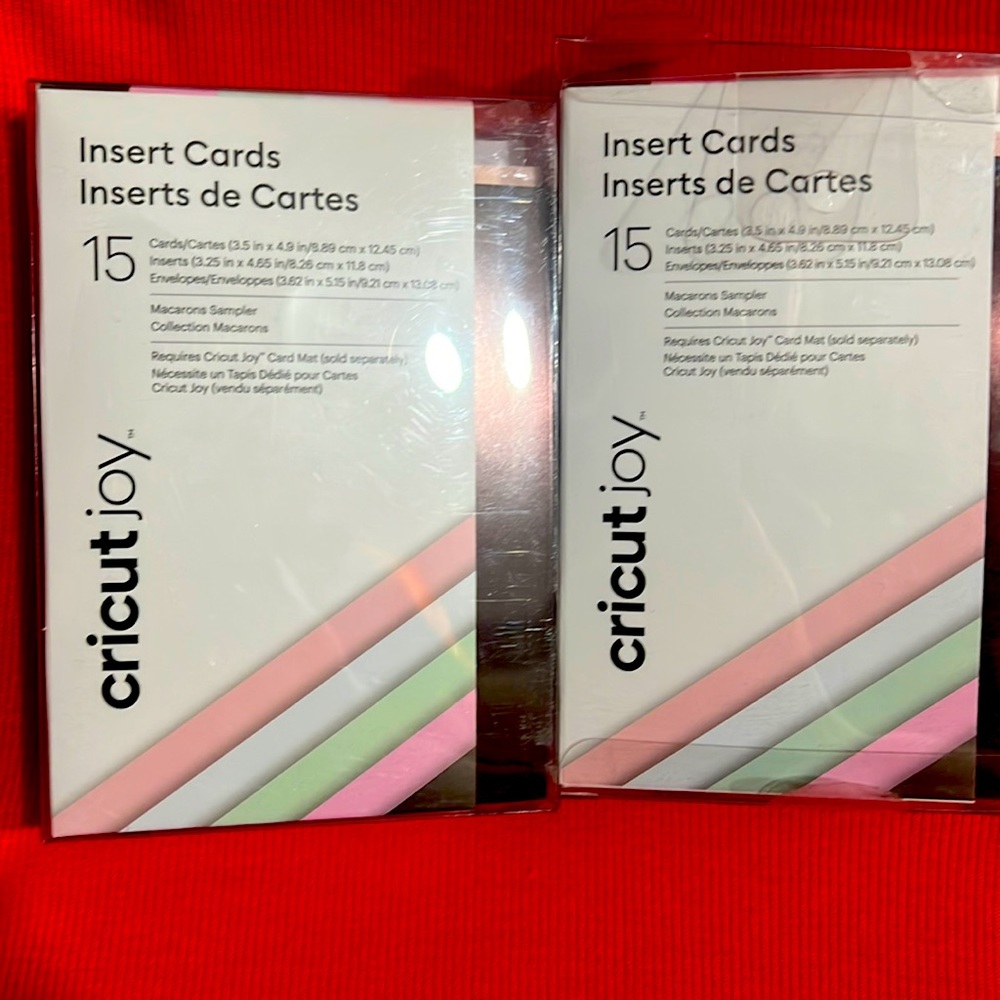 Insert Cards
Inserts de Cartes
15
Cards/Cartes (3.5 in x 4.9 in/8.89 cm x 12.45 cm)
Inserts (3.25 in x 4.65 in/8.26 cm x 11.8 cm)
Envelopes/Enveloppes (3.62 in x 5.15 in/9.21 cm x 13.08 cm)
Macarons Sampler
Collection Macarons
Requires Cricut Joy™ Card Mat (sold separately)
Nécessite un Tapis Dédié pour Cartes
Cricut Joy (vendu séparément)
cricut joy™
Insert Cards
Inserts de Cartes
15
Cards/Cartes (3.5 in x 4.9 in/8.89 cm x 12.45 cm)
Inserts (3.25 in x 4.65 in/8.26 cm x 11.8 cm)
Envelopes/Enveloppes (3.62 in x 5.15 in/9.21 cm x 13.08 cm)
Macarons Sampler
Collection Macarons
Requires Cricut Joy™ Card Mat (sold separately)
Nécessite un Tapis Dédié pour Cartes
Cricut Joy (vendu séparément)
cricut joy™